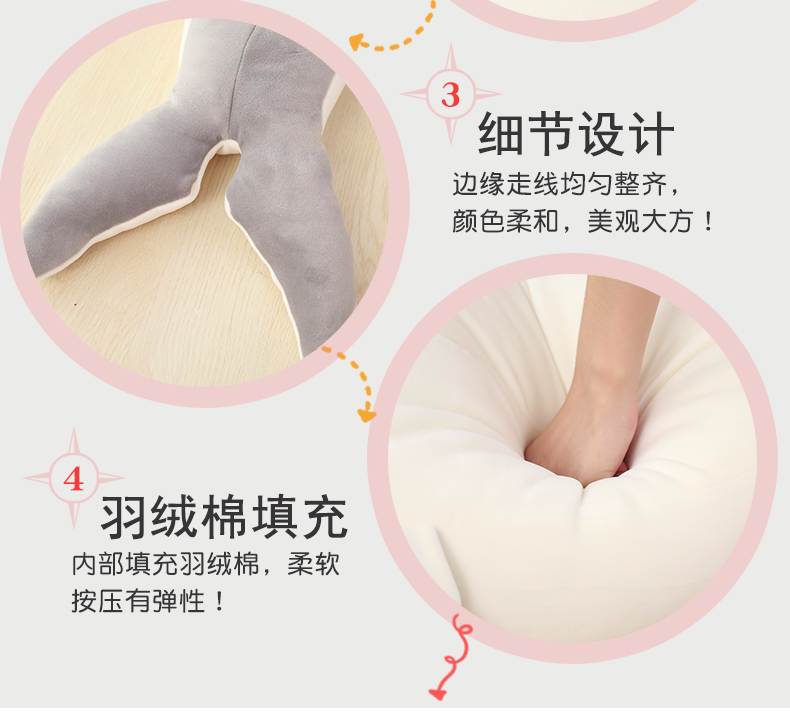 3
细节设计
边缘走线均匀整齐，
颜色柔和，美观大方！
4
羽绒棉填充
内部填充羽绒棉，柔软
按压有弹性！